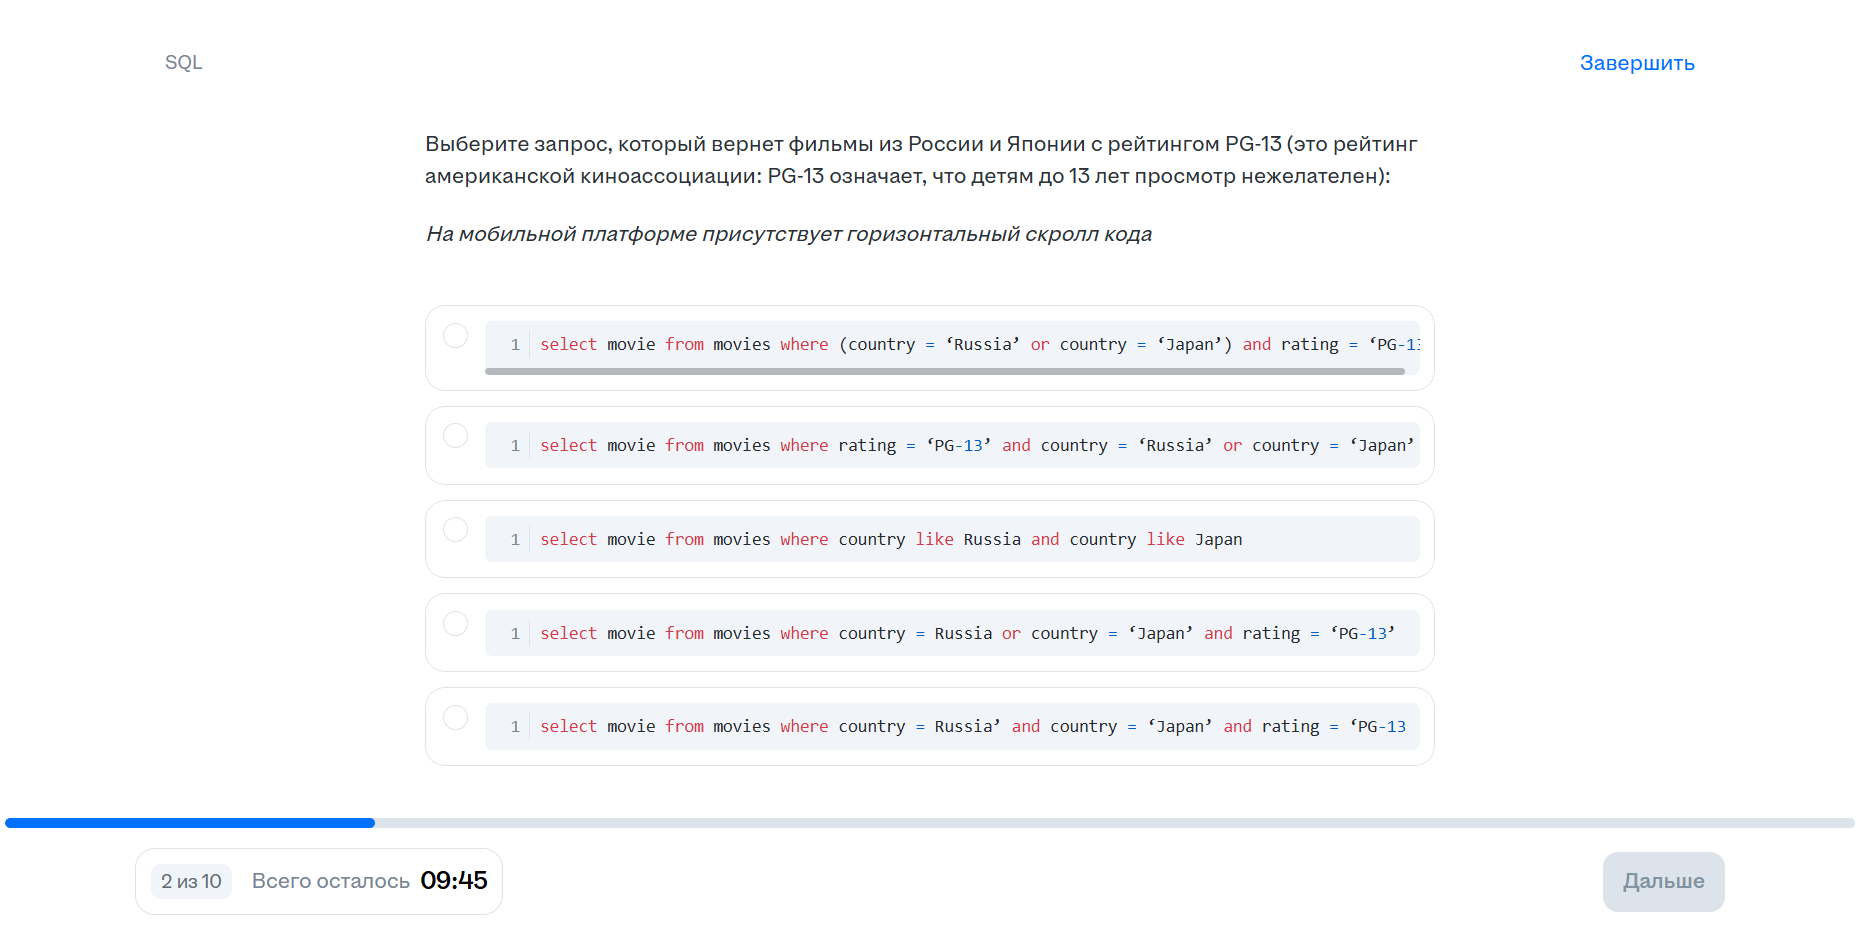 SQL
Завершить
Выберите запрос, который вернет фильмы из России и Японии с рейтингом PG-13 (это рейтинг
американской киноассоциации: PG-13 означает, что детям до 13 лет просмотр нежелателен):
На мобильной платформе присутствует горизонтальный скролл кода
1 select movie from movies where (country = ‘Russia’ or country = ‘Japan’) and rating = ‘PG-13
1 select movie from movies where rating = ‘PG-13’ and country = ‘Russia’ or country = ‘Japan’
1 select movie from movies where country like Russia and country like Japan
1 select movie from movies where country = Russia or country = ‘Japan’ and rating = ‘PG-13’
1 select movie from movies where country = Russia’ and country = ‘Japan’ and rating = ‘PG-13
2 из 10 Всего осталось 09:45
Дальше